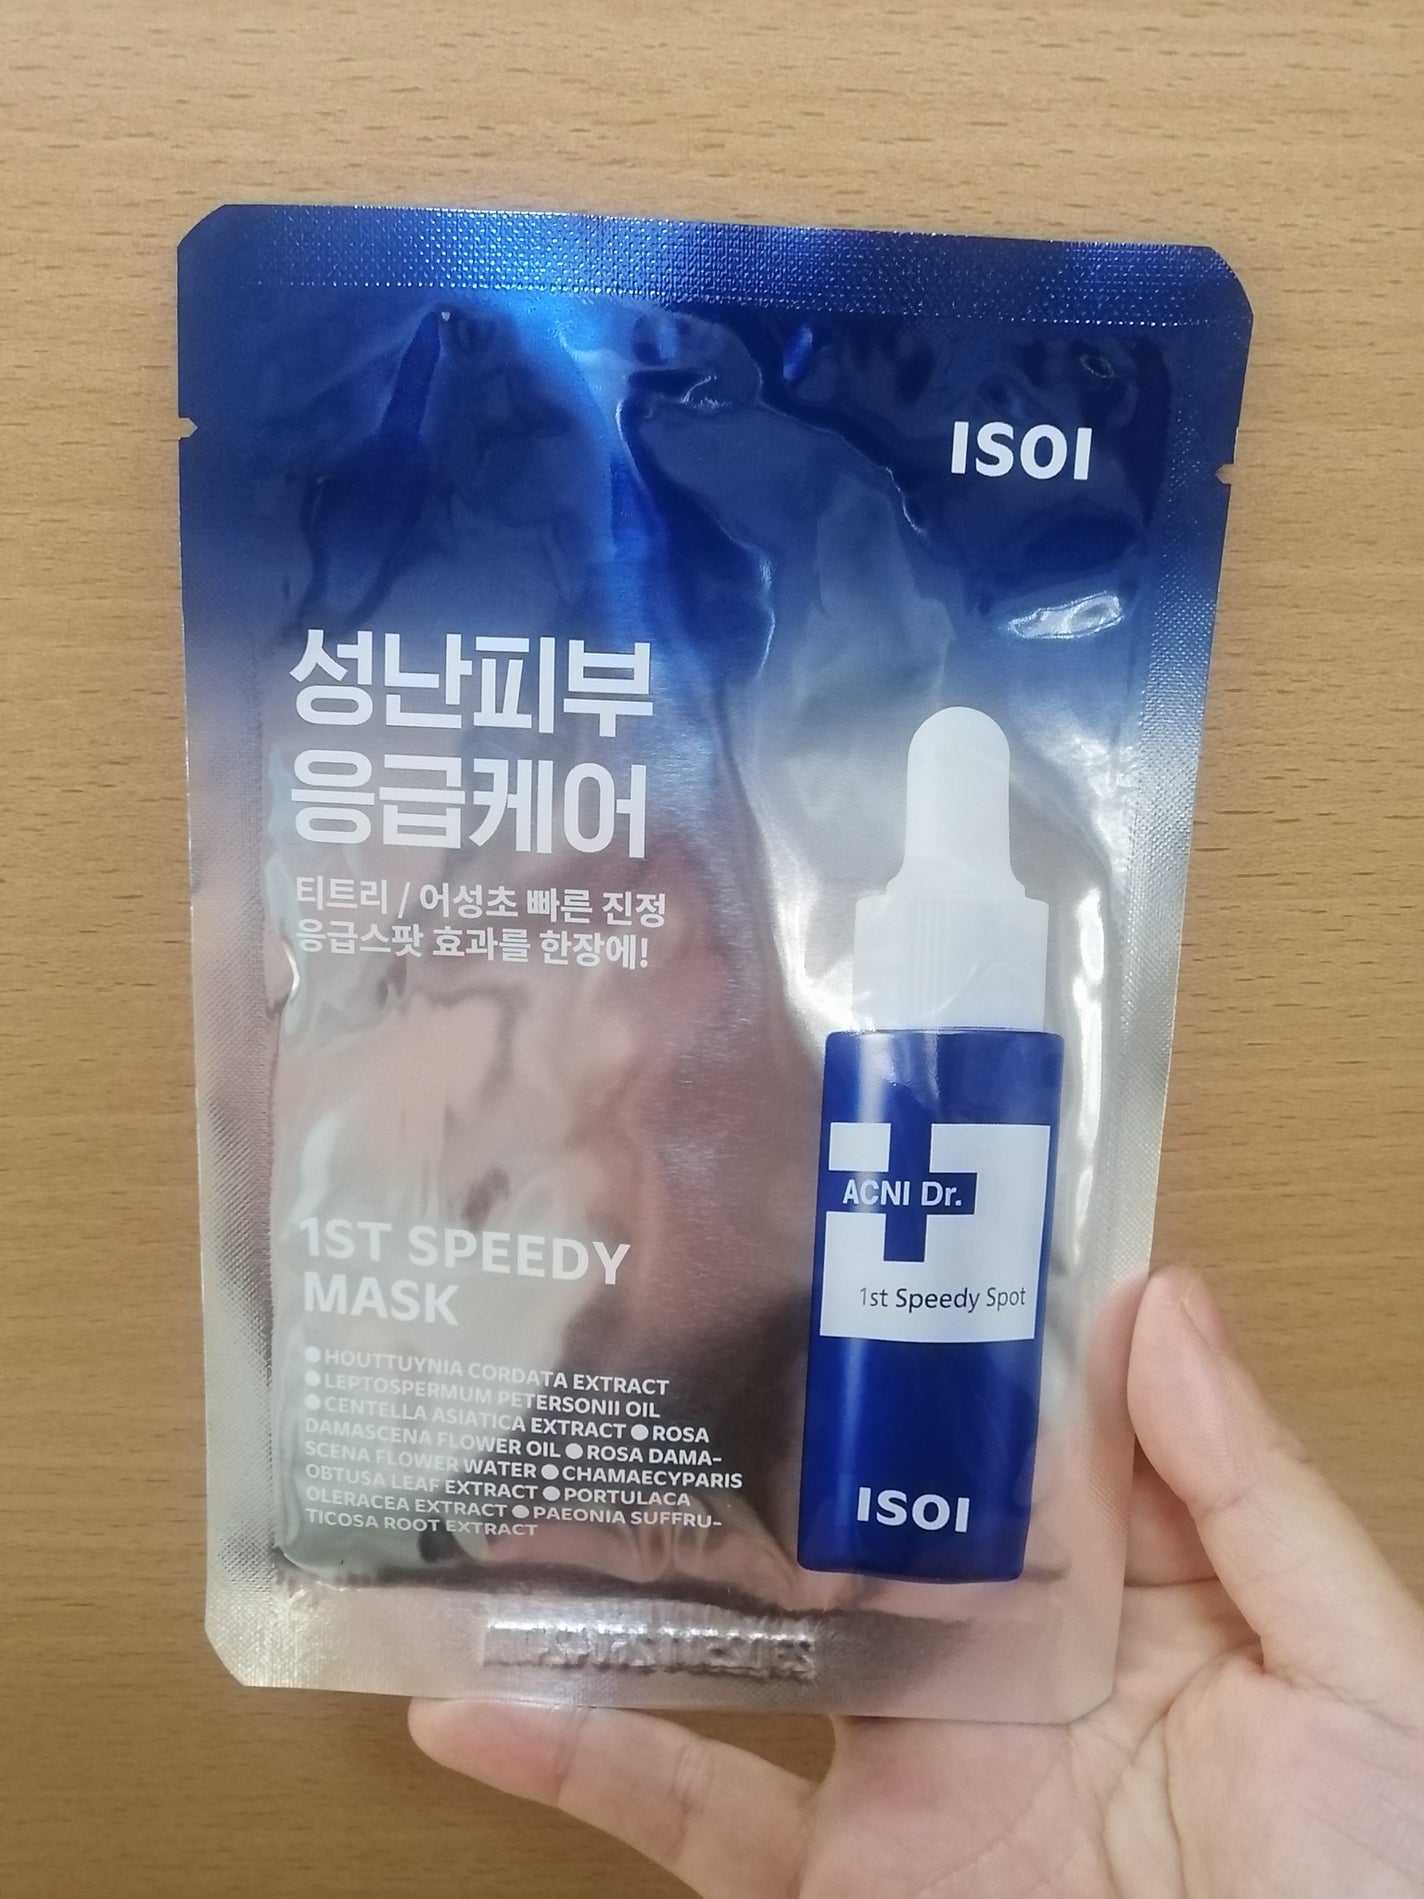 ISOI
성난피부
응급케어
티트리 / 어성초 빠른 진정
응급스팟 효과를 한장에!
1ST SPEEDY
MASK
●HOUTTUYNIA CORDATA EXTRACT
●LEPTOSPERMUM PETERSONII OIL
●CENTELLA ASIATICA EXTRACT ●ROSA
DAMASCENA FLOWER OIL ●ROSA DAMA-
SCENA FLOWER WATER ●CHAMAECYPARIS
OBTUSA LEAF EXTRACT ●PORTULACA
OLERACEA EXTRACT ●PAEONIA SUFFRU-
TICOSA ROOT EXTRACT
ACNI Dr.
1st Speedy Spot
ISOI